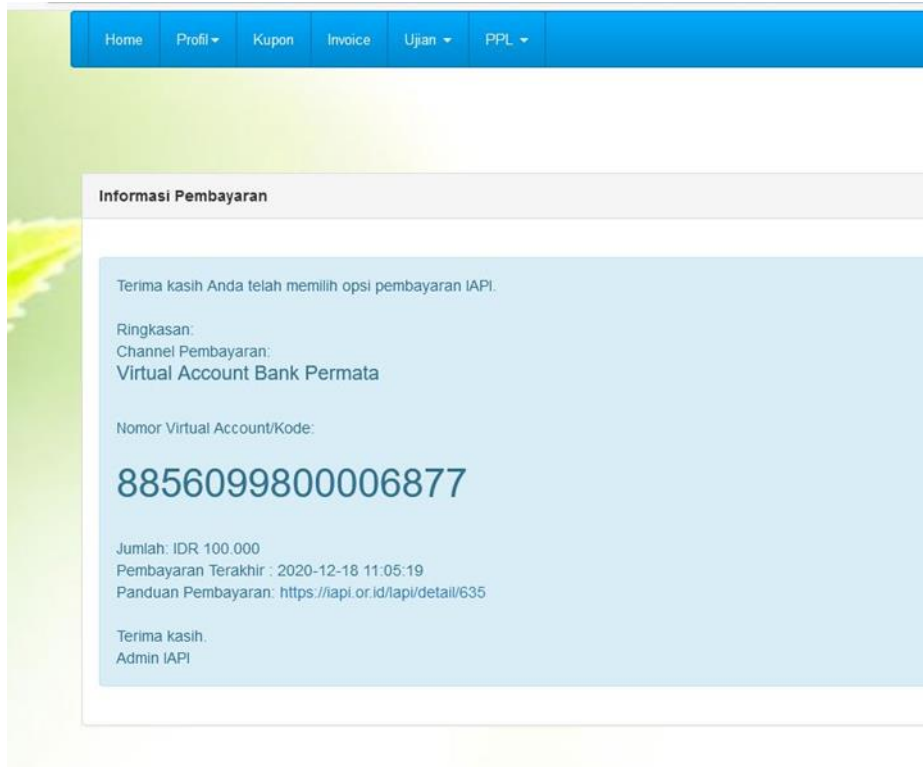 Home Profil Kupon Invoice Ujian PPL
Informasi Pembayaran
Terima kasih Anda telah memilih opsi pembayaran IAPI.
Ringkasan:
Channel Pembayaran:
Virtual Account Bank Permata
Nomor Virtual Account/Kode:
8856099800006877
Jumlah: IDR 100.000
Pembayaran Terakhir : 2020-12-18 11:05:19
Panduan Pembayaran: https://iapi.or.id/Iapi/detail/635
Terima kasih.
Admin IAPI